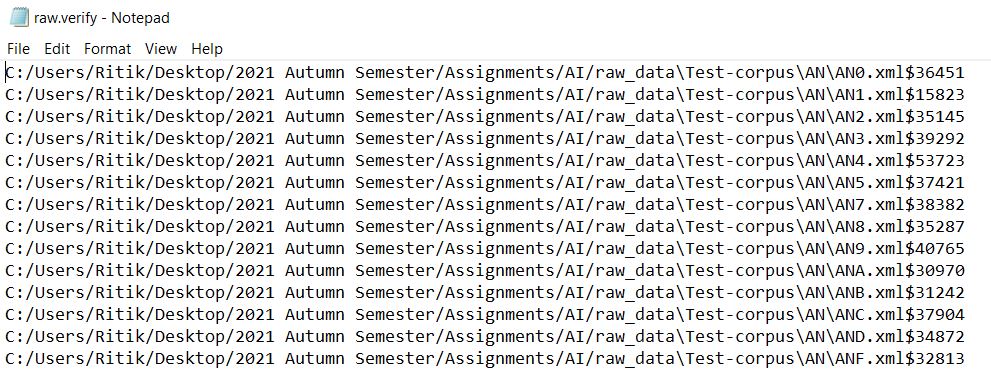 raw.verify - Notepad
File Edit Format View Help
C:/Users/Ritik/Desktop/2021 Autumn Semester/Assignments/AI/raw_data\Test-corpus\AN\AN0.xml$36451
C:/Users/Ritik/Desktop/2021 Autumn Semester/Assignments/AI/raw_data\Test-corpus\AN\AN1.xml$15823
C:/Users/Ritik/Desktop/2021 Autumn Semester/Assignments/AI/raw_data\Test-corpus\AN\AN2.xml$35145
C:/Users/Ritik/Desktop/2021 Autumn Semester/Assignments/AI/raw_data\Test-corpus\AN\AN3.xml$39292
C:/Users/Ritik/Desktop/2021 Autumn Semester/Assignments/AI/raw_data\Test-corpus\AN\AN4.xml$53723
C:/Users/Ritik/Desktop/2021 Autumn Semester/Assignments/AI/raw_data\Test-corpus\AN\AN5.xml$37421
C:/Users/Ritik/Desktop/2021 Autumn Semester/Assignments/AI/raw_data\Test-corpus\AN\AN7.xml$38382
C:/Users/Ritik/Desktop/2021 Autumn Semester/Assignments/AI/raw_data\Test-corpus\AN\AN8.xml$35287
C:/Users/Ritik/Desktop/2021 Autumn Semester/Assignments/AI/raw_data\Test-corpus\AN\AN9.xml$40765
C:/Users/Ritik/Desktop/2021 Autumn Semester/Assignments/AI/raw_data\Test-corpus\AN\ANA.xml$30970
C:/Users/Ritik/Desktop/2021 Autumn Semester/Assignments/AI/raw_data\Test-corpus\AN\ANB.xml$31242
C:/Users/Ritik/Desktop/2021 Autumn Semester/Assignments/AI/raw_data\Test-corpus\AN\ANC.xml$37904
C:/Users/Ritik/Desktop/2021 Autumn Semester/Assignments/AI/raw_data\Test-corpus\AN\AND.xml$34872
C:/Users/Ritik/Desktop/2021 Autumn Semester/Assignments/AI/raw_data\Test-corpus\AN\ANF.xml$32813